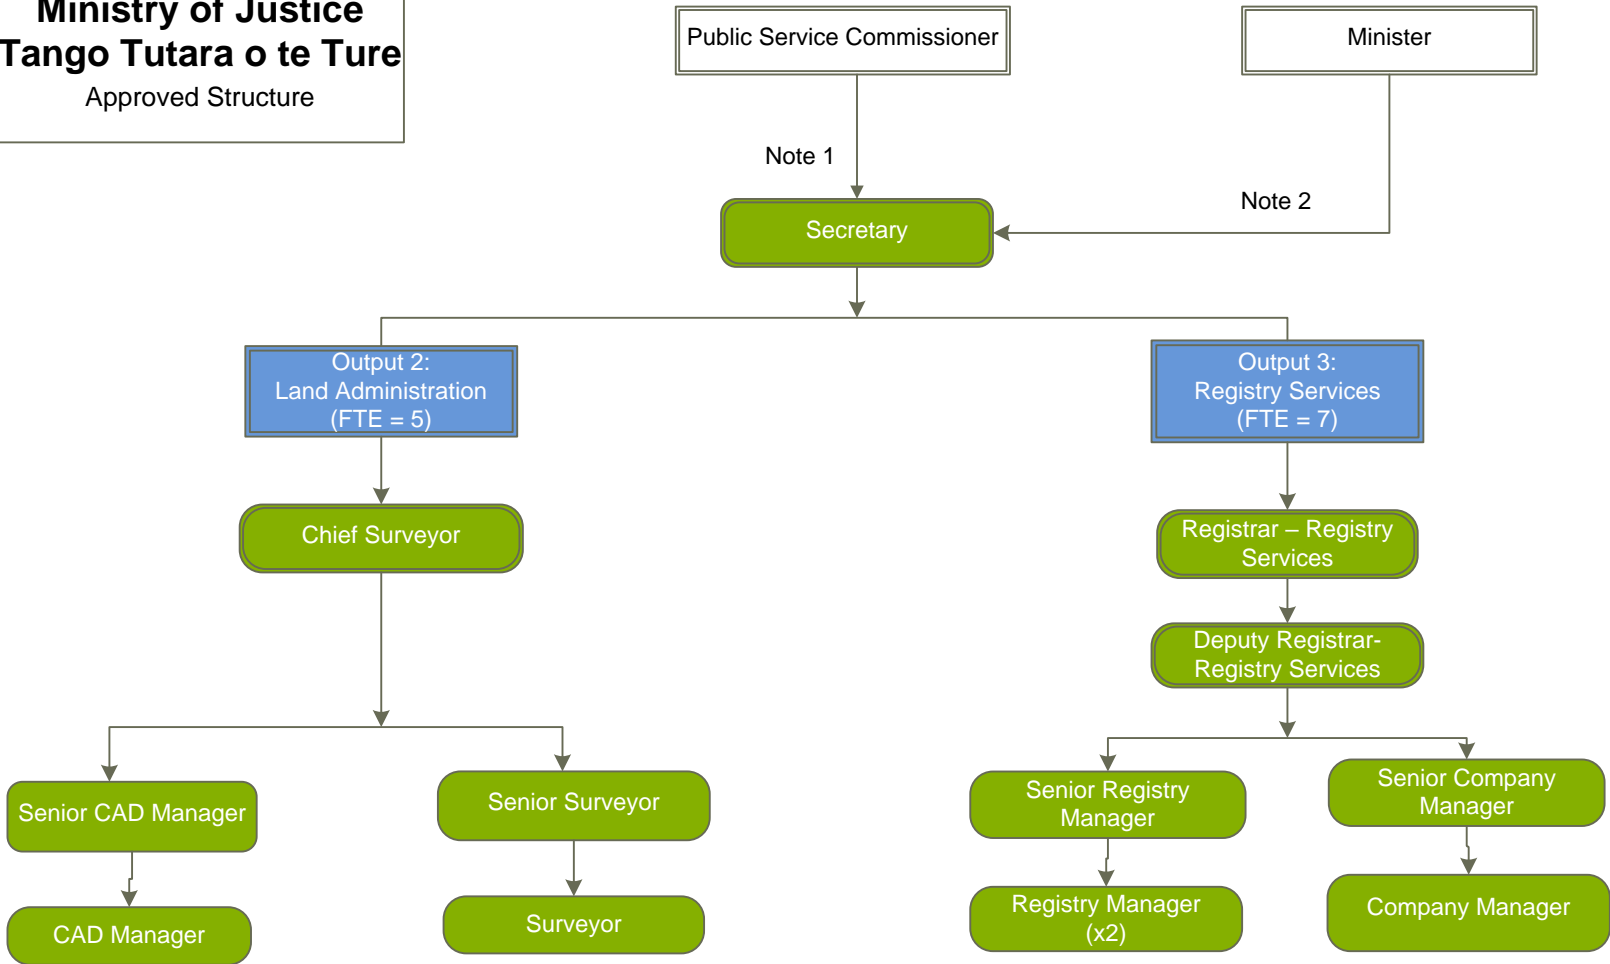 Ministry of Justice
Tango Tutara o te Ture
Approved Structure
Public Service Commissioner
Minister
Note 1
Note 2
Secretary
Output 2:
Land Administration
(FTE = 5)
Output 3:
Registry Services
(FTE = 7)
Chief Surveyor
Registrar – Registry
Services
Deputy Registrar-
Registry Services
Senior CAD Manager
Senior Surveyor
Senior Registry
Manager
Senior Company
Manager
CAD Manager
Surveyor
Registry Manager
(x2)
Company Manager